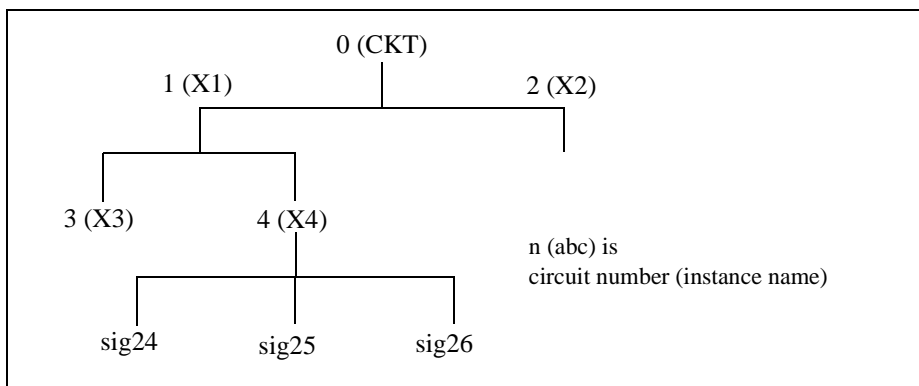 0 (CKT)
1 (X1)
2 (X2)
3 (X3)
4 (X4)
n (abc) is
circuit number (instance name)
sig24
sig25
sig26